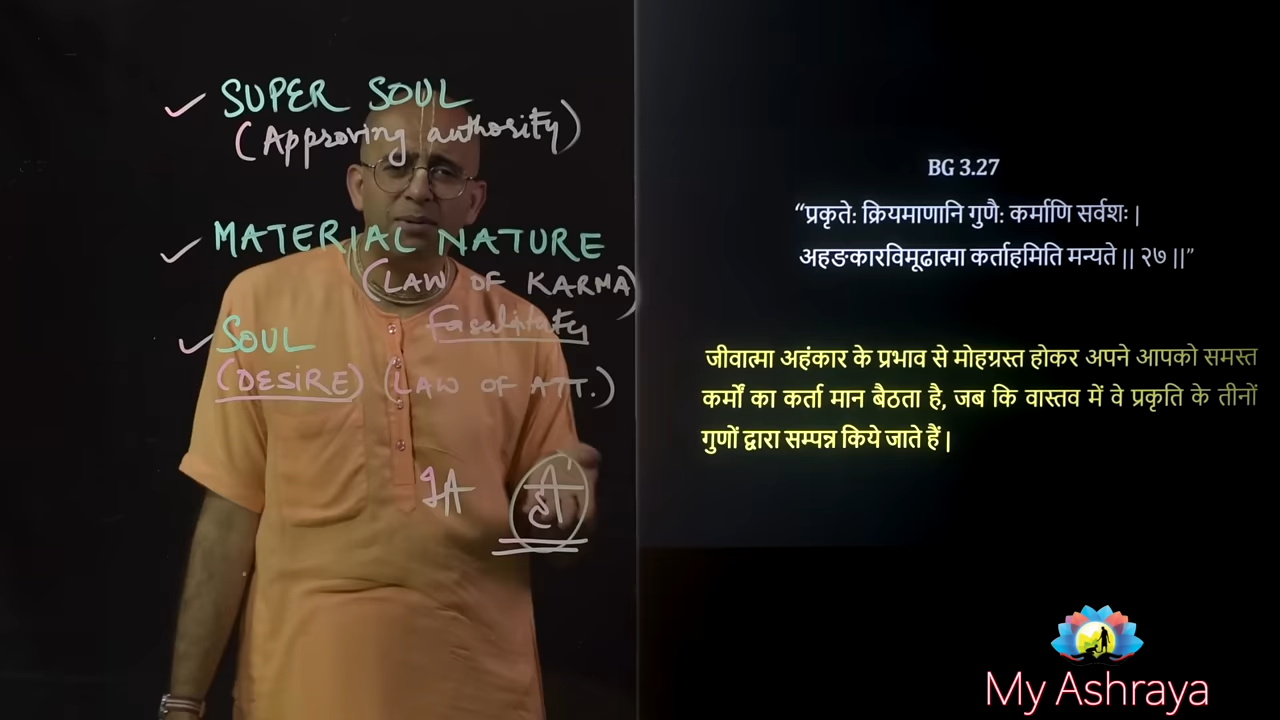 SUPER SOUL
(Approving authority)
MATERIAL NATURE
(LAW OF KARMA)
SOUL
(DESIRE) (LAW OF ATT.)
BG 3.27
“प्रकृते: क्रियमाणानि गुणै: कर्माणि सर्वशः |
अहङकारविमूढात्मा कर्ताहमिति मन्यते || २७ ||”
जीवात्मा अहंकार के प्रभाव से मोहग्रस्त होकर अपने आपको समस्त
कर्मों का कर्ता मान बैठता है, जब कि वास्तव में वे प्रकृति के तीनों
गुणों द्वारा सम्पन्न किये जाते हैं |
My Ashraya